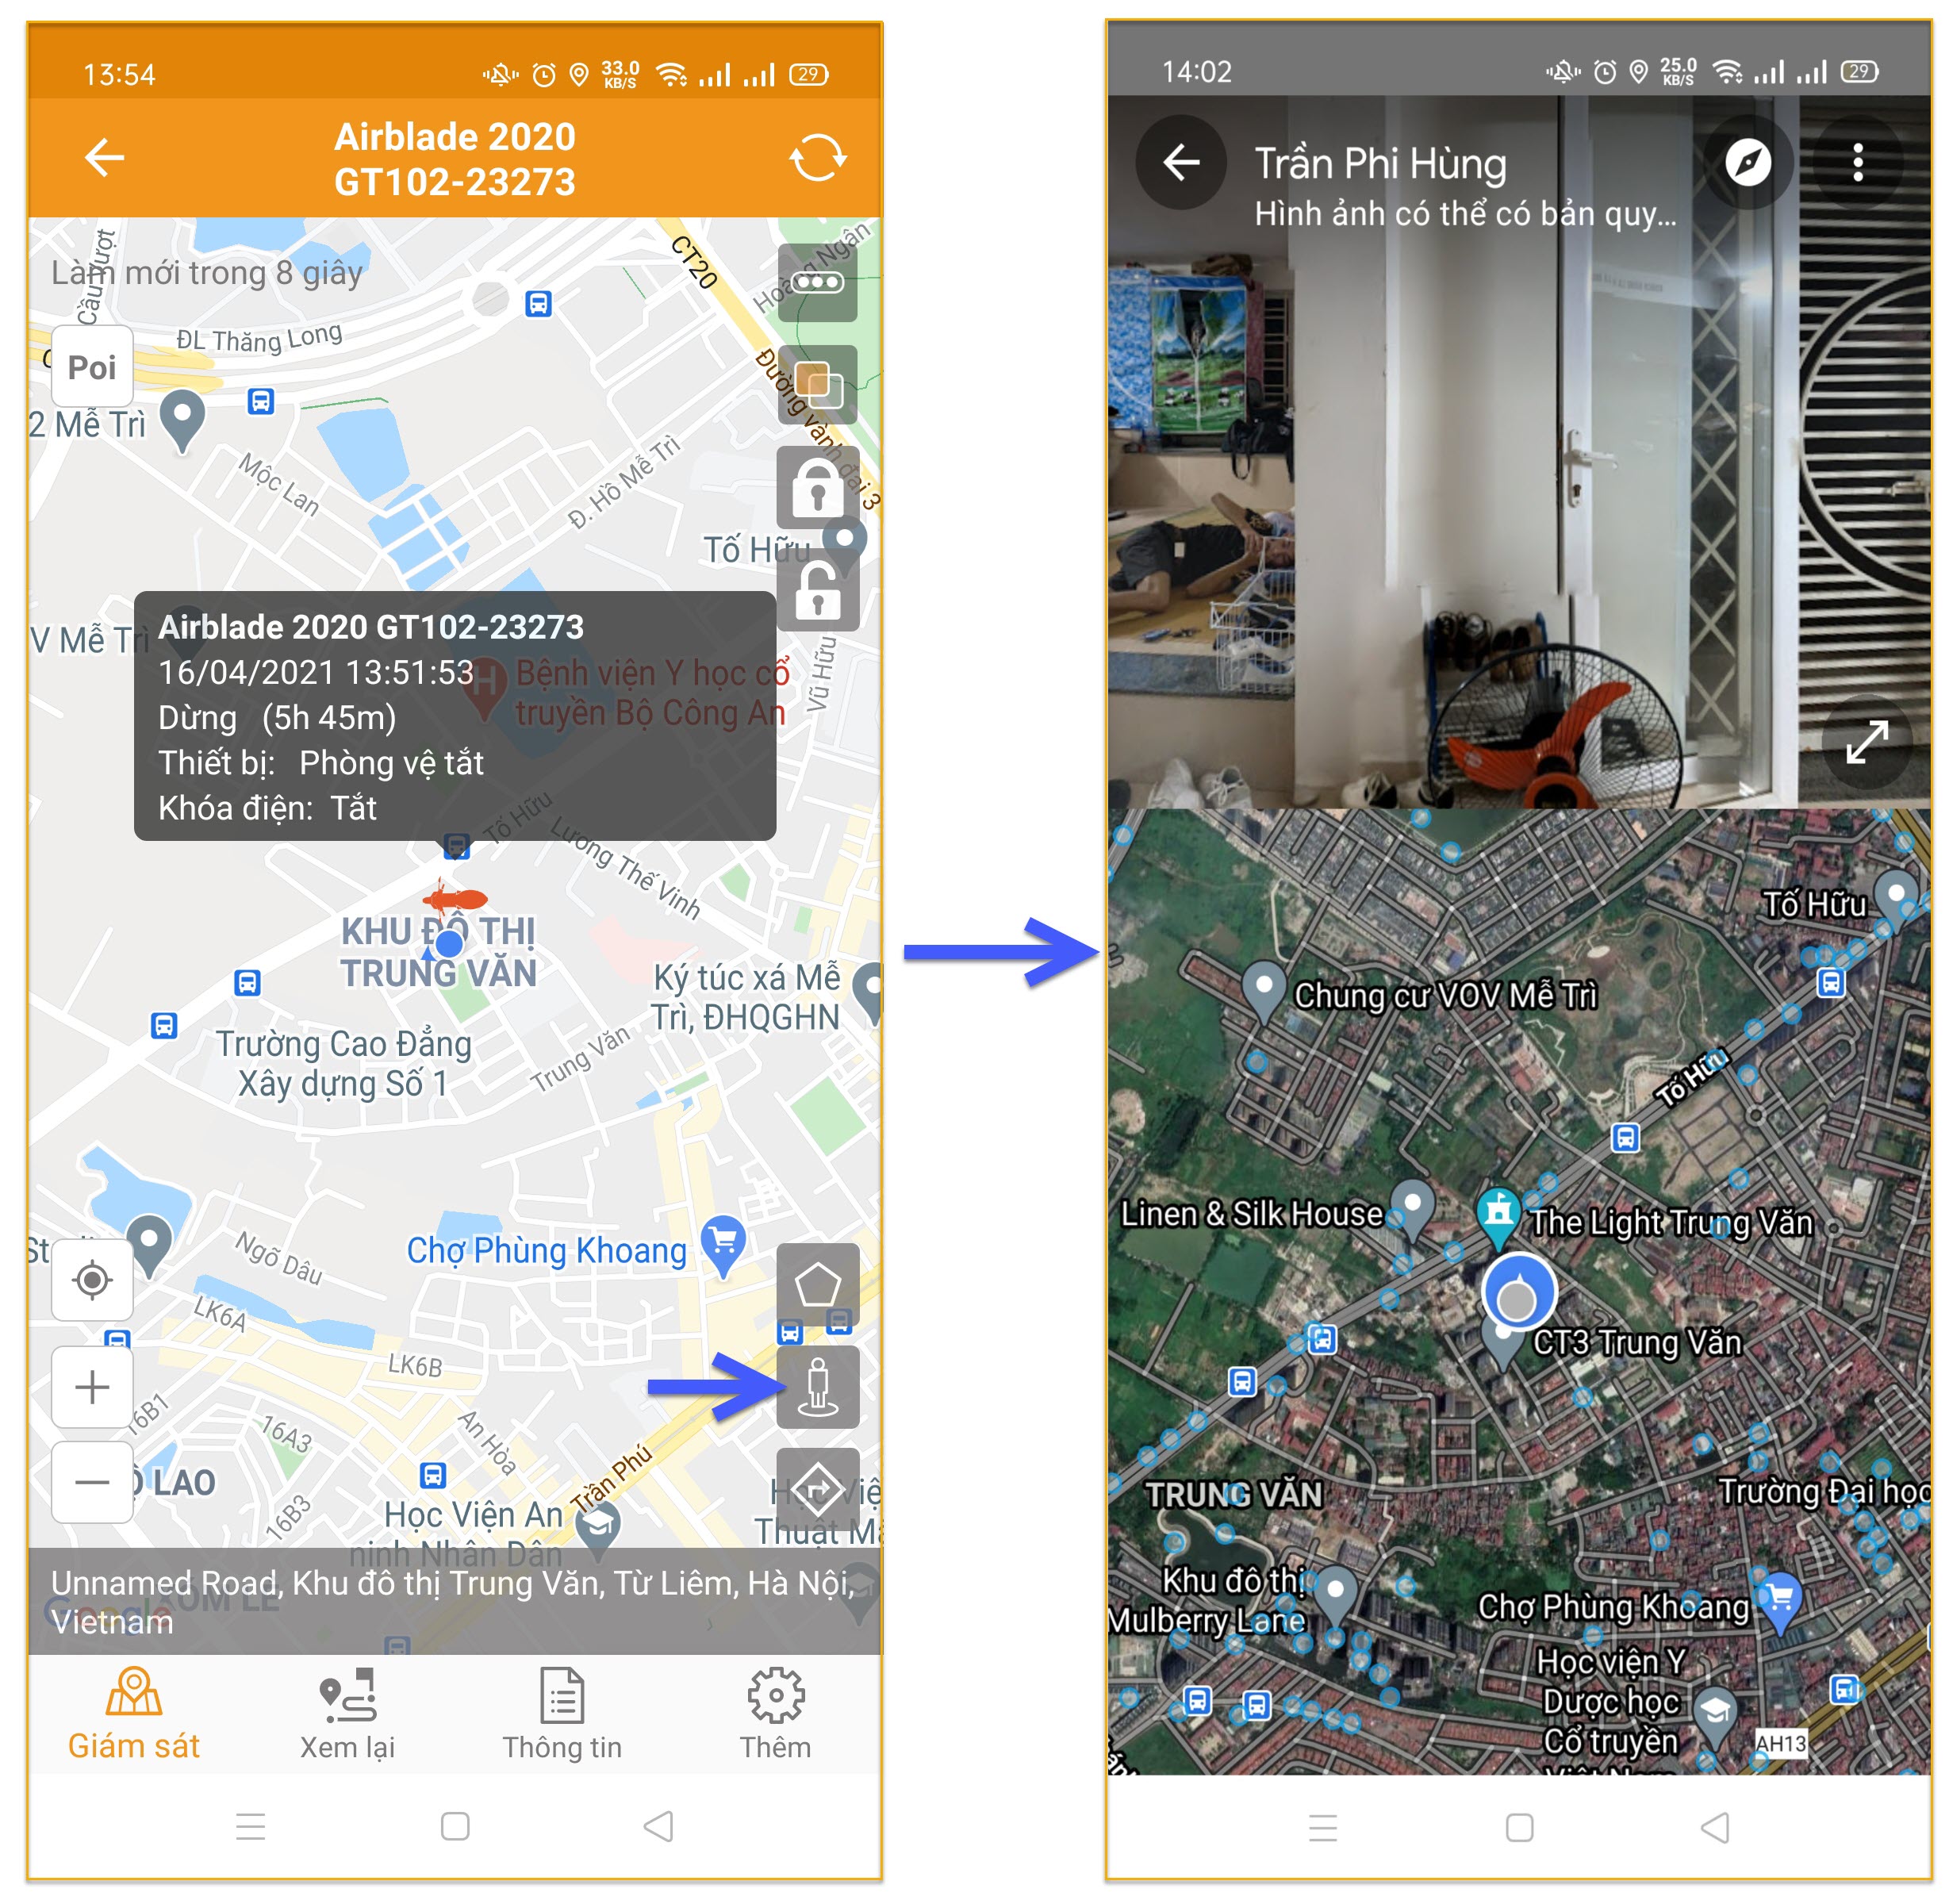 13:54
33.0
KB/S
29
Airblade 2020
GT102-23273
Làm mới trong 8 giây
Cầu vượt
CT20
Hoàng Ngân
ĐL Thăng Long
Poi
2 Mễ Trì
Đường vành đai 3
Mộc Lan
Đ. Hồ Mễ Trì
Tố Hữu
V Mễ Trì
Airblade 2020 GT102-23273
16/04/2021 13:51:53
Dừng (5h 45m)
Thiết bị: Phòng vệ tắt
Khóa điện: Tắt
Bệnh viện Y học cổ
truyền Bộ Công An
Vũ Hữu
Tố Hữu
Lương Thế Vinh
KHU ĐÔ THỊ
TRUNG VĂN
Ký túc xá Mễ
Trì, ĐHQGHN
Trường Cao Đẳng
Xây dựng Số 1
Trung Văn
Ngõ Dâu
Chợ Phùng Khoang
LK6A
LK6B
16B1
16A3
An Hòa
16B3
Trần Phú
LAO
Học Viện An
ninh Nhân Dân
Unnamed Road, Khu đô thị Trung Văn, Từ Liêm, Hà Nội,
Vietnam
Google
Giám sát
Xem lại
Thông tin
Thêm
14:02
25.0
KB/S
29
Trần Phi Hùng
Hình ảnh có thể có bản quy...
Tố Hữu
Chung cư VOV Mễ Trì
Tố Hữu
Linen & Silk House
The Light Trung Văn
CT3 Trung Văn
TRUNG VĂN
Trường Đại học
Khu đô thị
Mulberry Lane
Chợ Phùng Khoang
Học viện Y
Dược học
Cổ truyền
Việt Nam
AH13